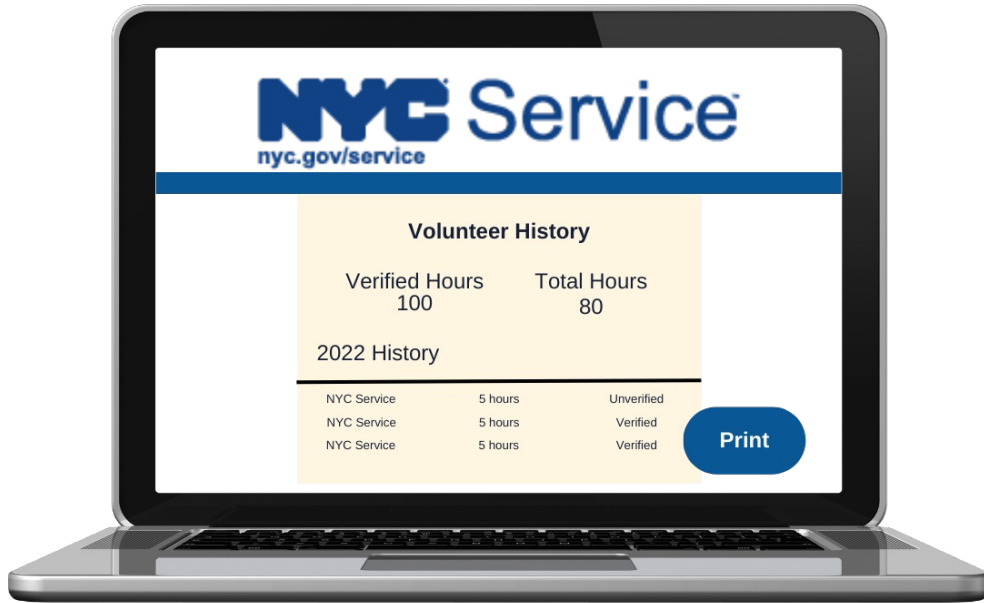 NYC Service
nyc.gov/service
Volunteer History
Verified Hours Total Hours
100 80
2022 History
NYC Service 5 hours Unverified
NYC Service 5 hours Verified
NYC Service 5 hours Verified
Print